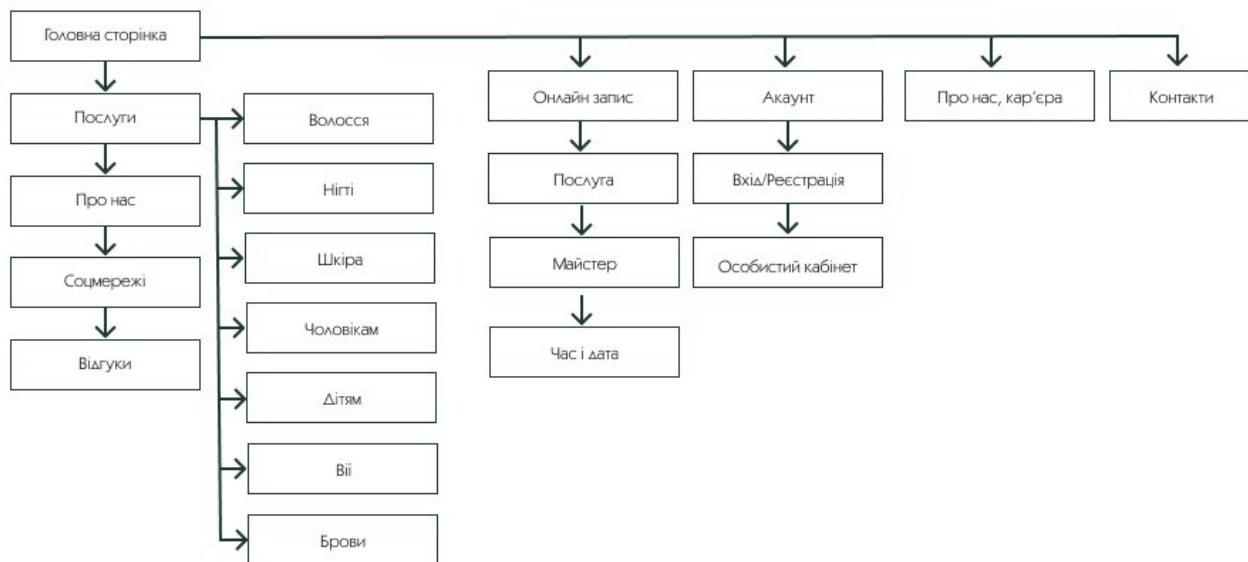 Головна сторінка
Послуги
Про нас
Соцмережі
Відгуки
Волосся
Нігті
Шкіра
Чоловікам
Дітям
Вії
Брови
Онлайн запис
Послуга
Майстер
Час і дата
Акаунт
Вхід/Реєстрація
Особистий кабінет
Про нас, кар’єра
Контакти